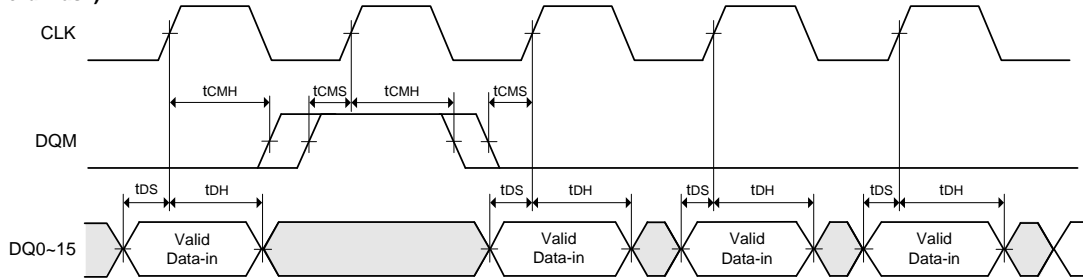 CLK
tCMH
tCMS
tCMH
tCMS
DQM
tDS
tDH
tDS
tDH
tDS
tDH
tDS
tDH
DQ0~15
Valid
Data-in
Valid
Data-in
Valid
Data-in
Valid
Data-in